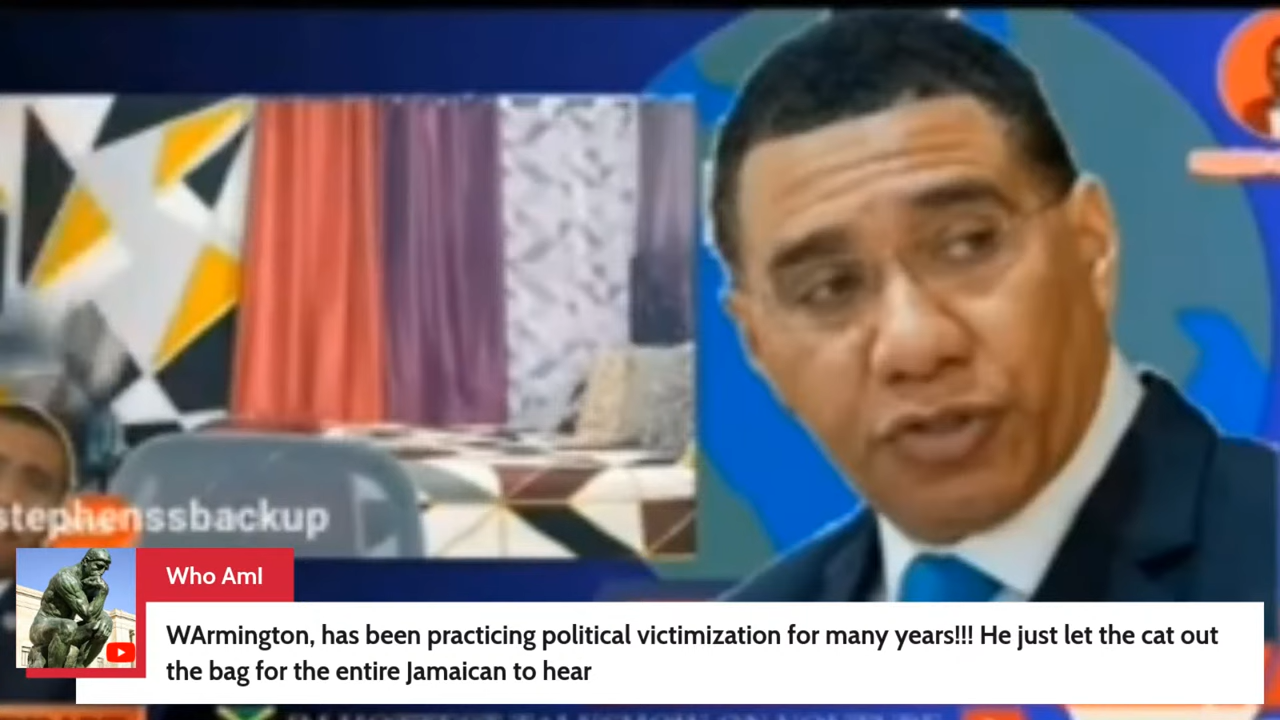 stephenssbackup
Who AmI
WArmington, has been practicing political victimization for many years!!! He just let the cat out
the bag for the entire Jamaican to hear